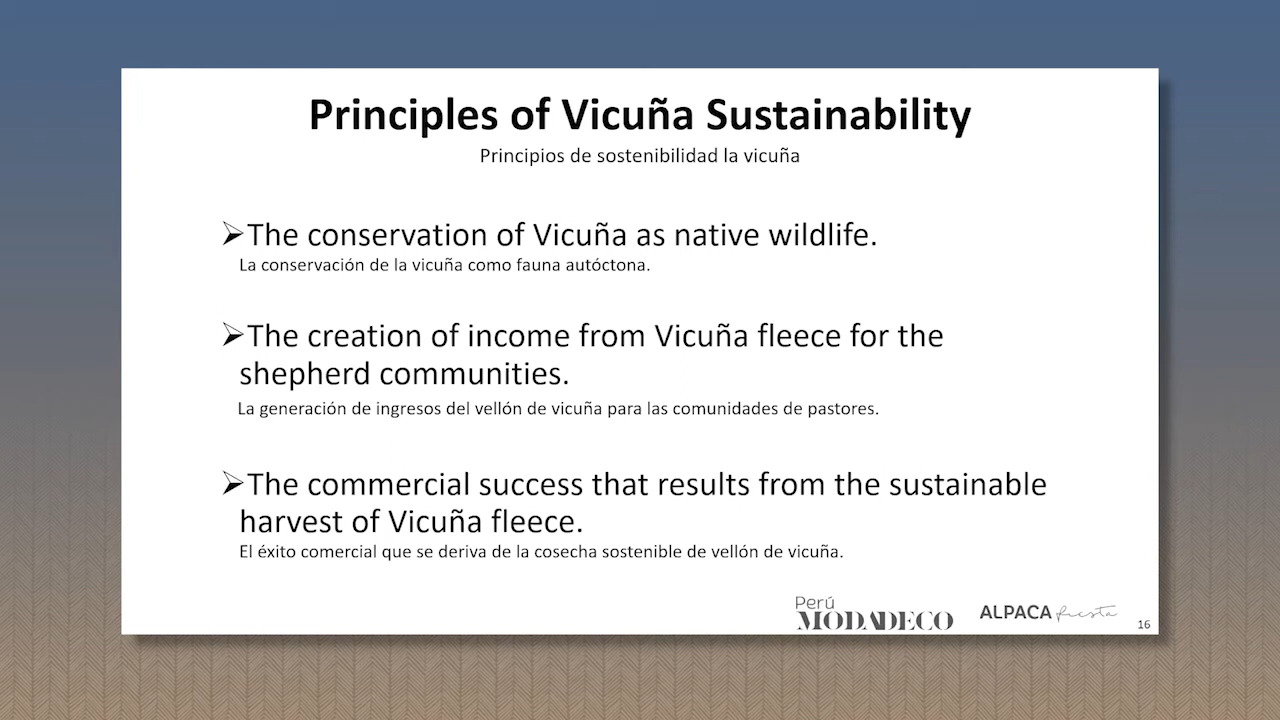 Principles of Vicuña Sustainability
Principios de sostenibilidad la vicuña
➢The conservation of Vicuña as native wildlife.
La conservación de la vicuña como fauna autóctona.
➢The creation of income from Vicuña fleece for the
shepherd communities.
La generación de ingresos del vellón de vicuña para las comunidades de pastores.
➢The commercial success that results from the sustainable
harvest of Vicuña fleece.
El éxito comercial que se deriva de la cosecha sostenible de vellón de vicuña.
Perú
MODADECO
ALPACA fiesta
16